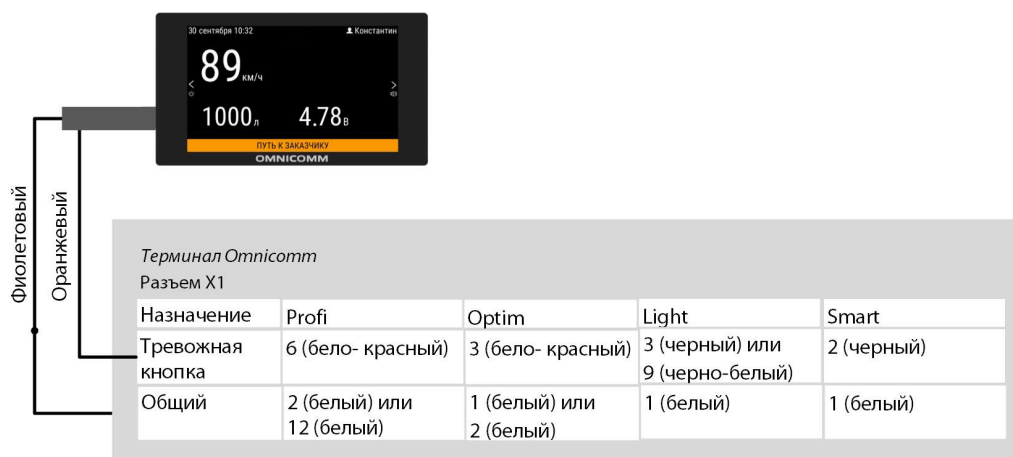 30 сентября 10:32 Константин
89 км/ч
1000 л 4.78 В
ПУТЬ К ЗАКАЗЧИКУ
OMNICOMM
Фиолетовый
Оранжевый
Терминал Omnicomm
Разъем X1
Назначение Profi Optim Light Smart
Тревожная кнопка 6 (бело- красный) 3 (бело- красный) 3 (черный) или 9 (черно-белый) 2 (черный)
Общий 2 (белый) или 12 (белый) 1 (белый) или 2 (белый) 1 (белый) 1 (белый)